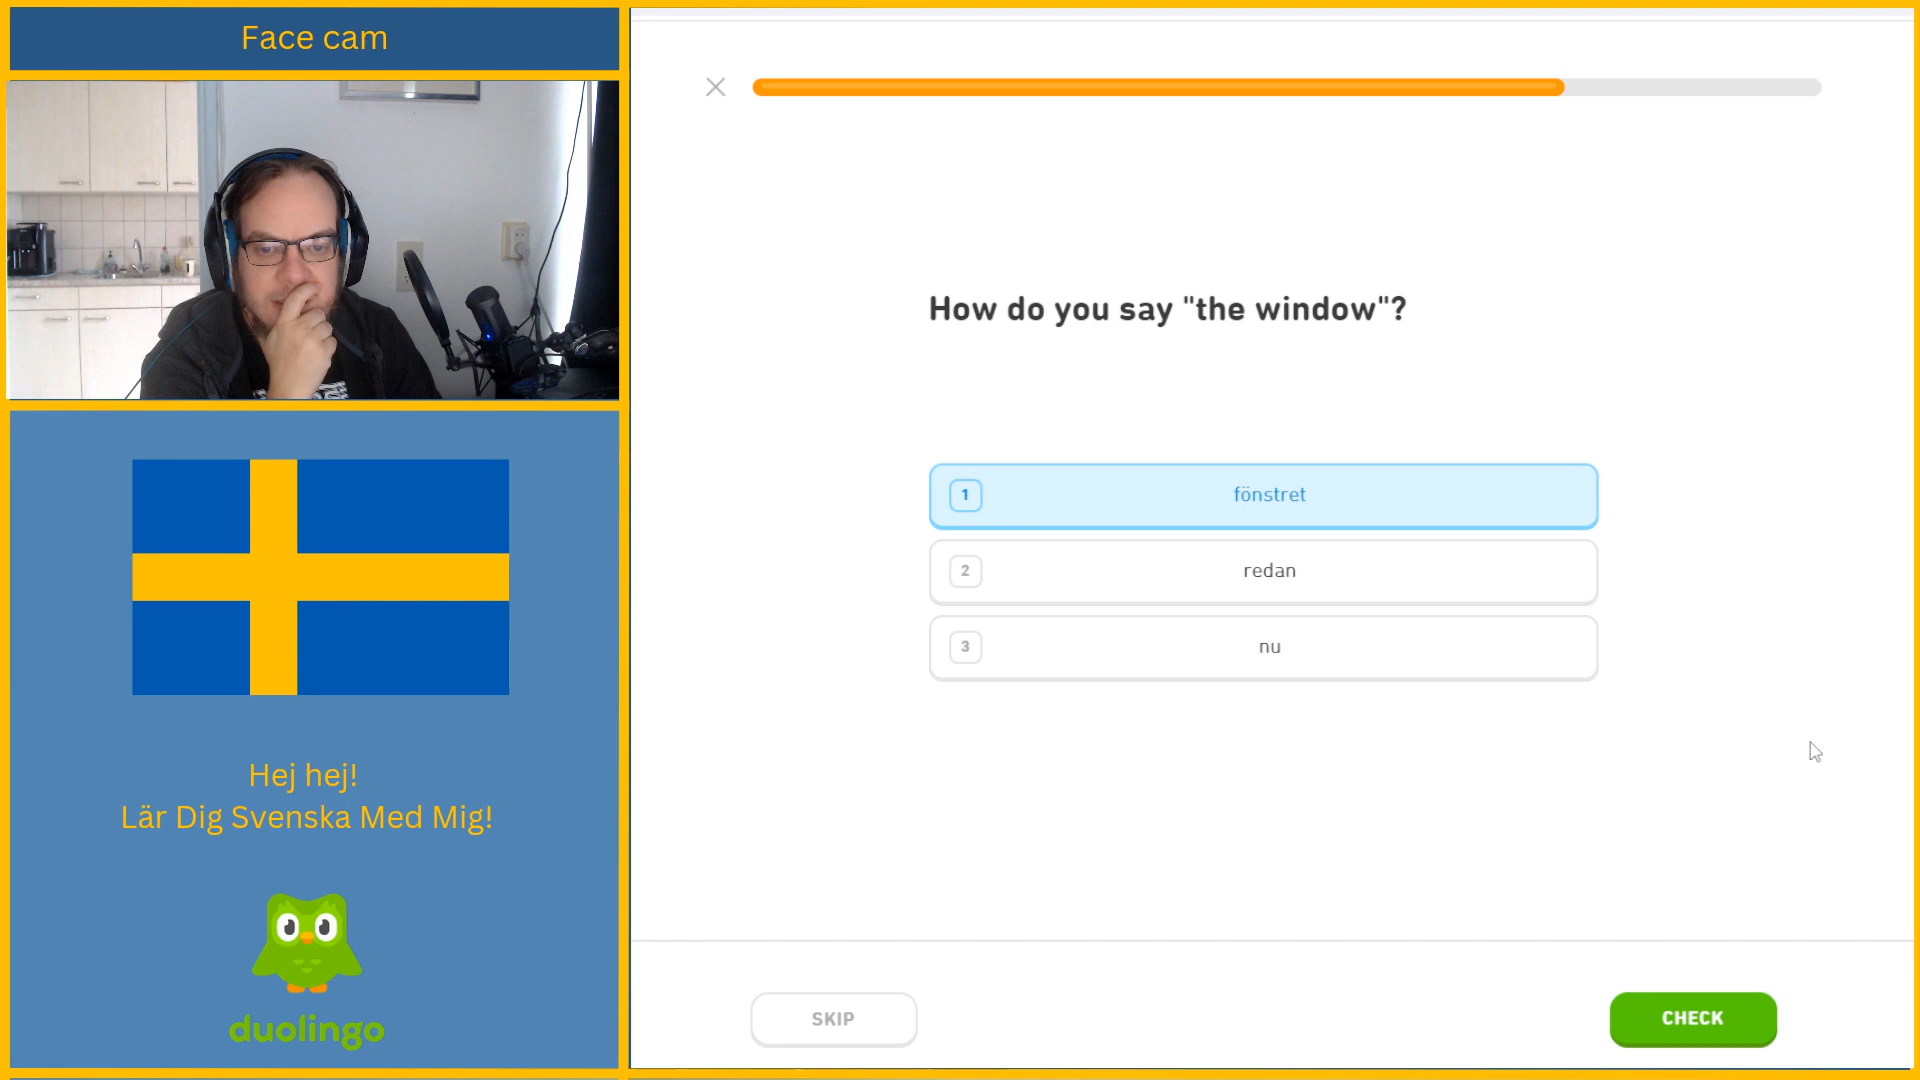 Face cam
How do you say "the window"?
1 fönstret
2 redan
3 nu
Hej hej!
Lär Dig Svenska Med Mig!
duolingo
SKIP
CHECK